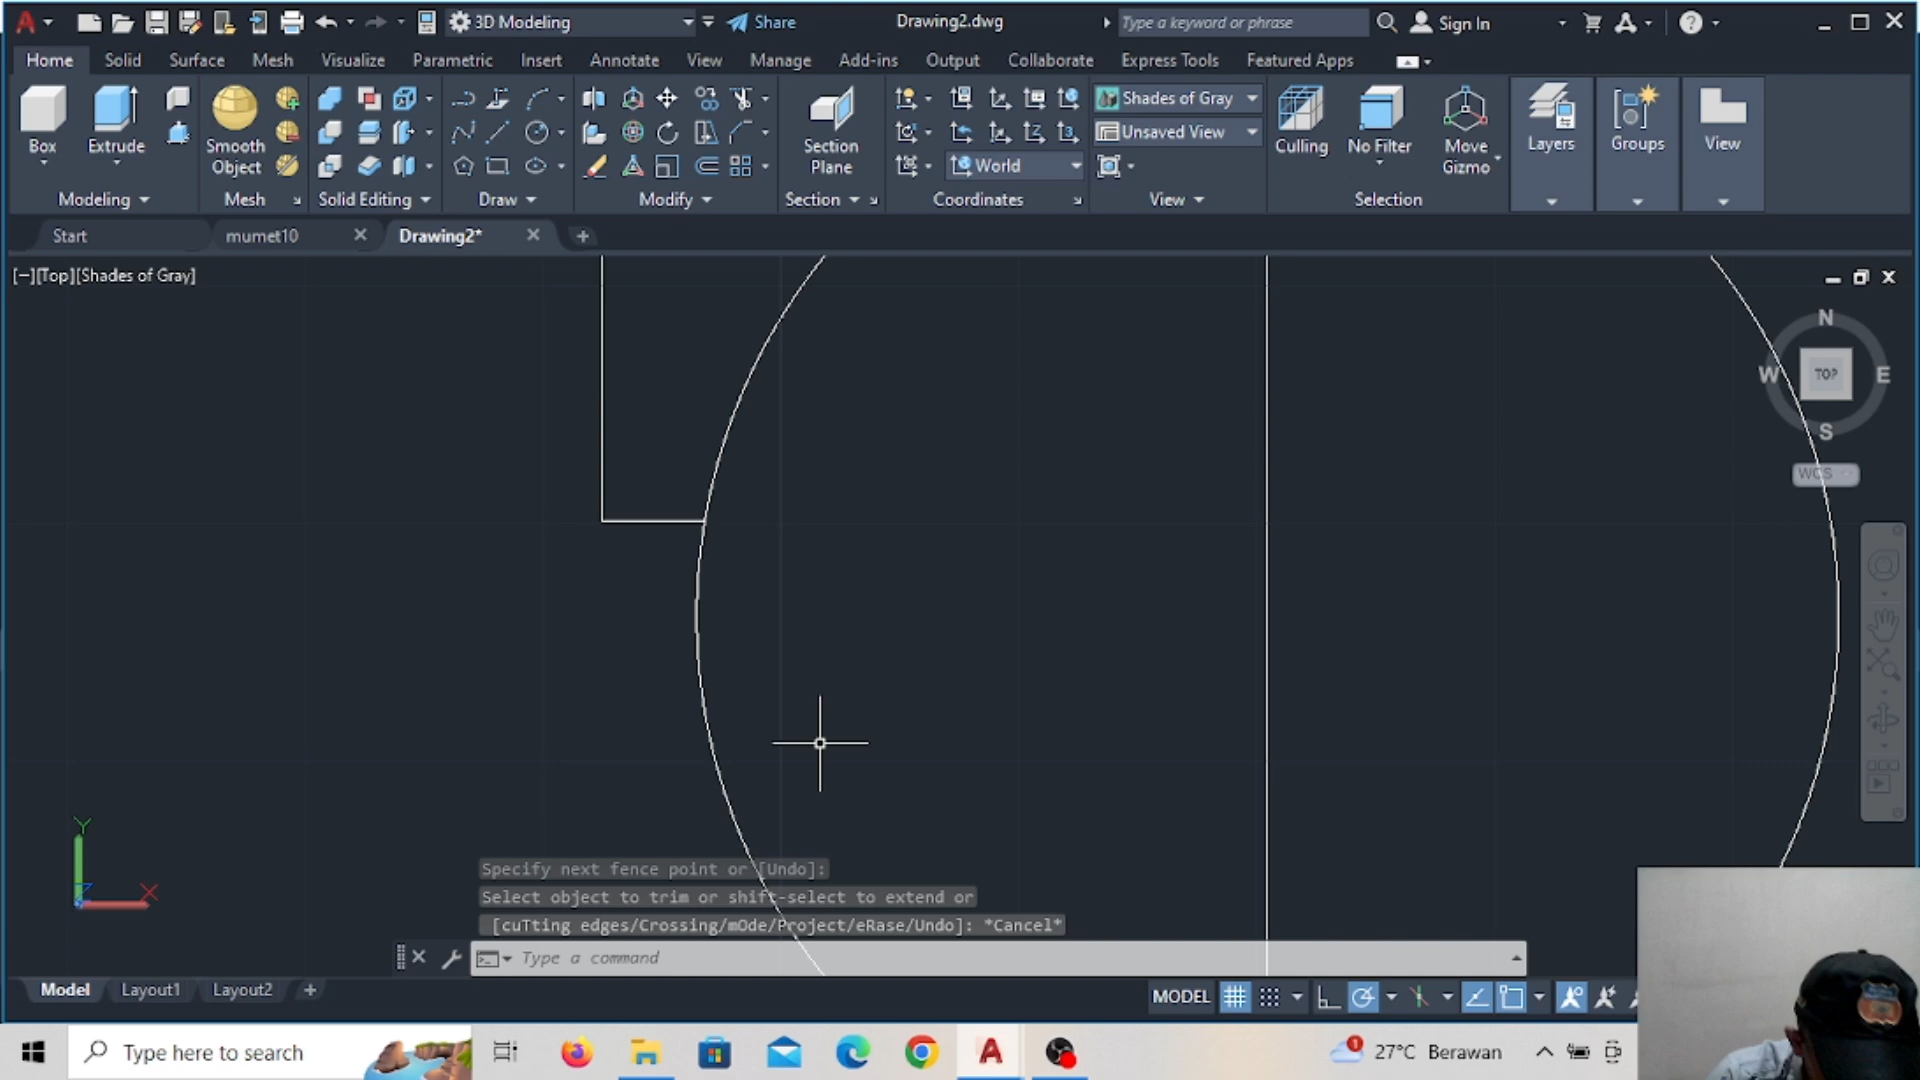 3D Modeling
Share
Drawing2.dwg
Type a keyword or phrase
Sign In
Home Solid Surface Mesh Visualize Parametric Insert Annotate View Manage Add-ins Output Collaborate Express Tools Featured Apps
Box
Extrude
Smooth
Object
Section
Plane
World
Shades of Gray
Unsaved View
Culling
No Filter
Move
Gizmo
Layers
Groups
View
Modeling
Mesh
Solid Editing
Draw
Modify
Section
Coordinates
View
Selection
Start
mumet10
Drawing2*
[–][Top][Shades of Gray]
N
W
TOP
E
S
WCS
Y
X
Z
Specify next fence point or [Undo]:
Select object to trim or shift-select to extend or
[cuTting edges/Crossing/mOde/Project/eRase/Undo]: *Cancel*
Type a command
Model
Layout1
Layout2
MODEL
Type here to search
1
27°C Berawan